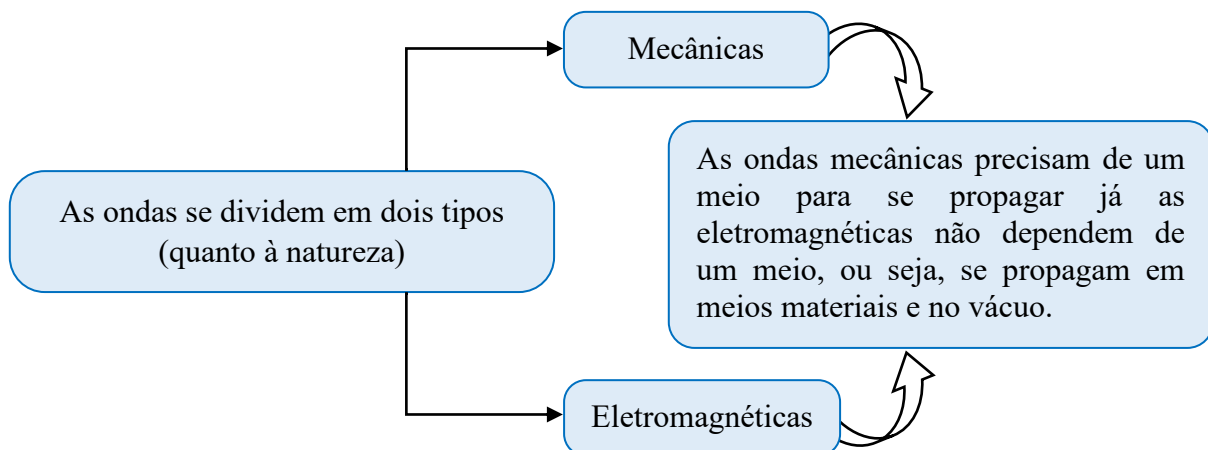 As ondas se dividem em dois tipos
(quanto à natureza)
Mecânicas
As ondas mecânicas precisam de um
meio para se propagar já as
eletromagnéticas não dependem de
um meio, ou seja, se propagam em
meios materiais e no vácuo.
Eletromagnéticas